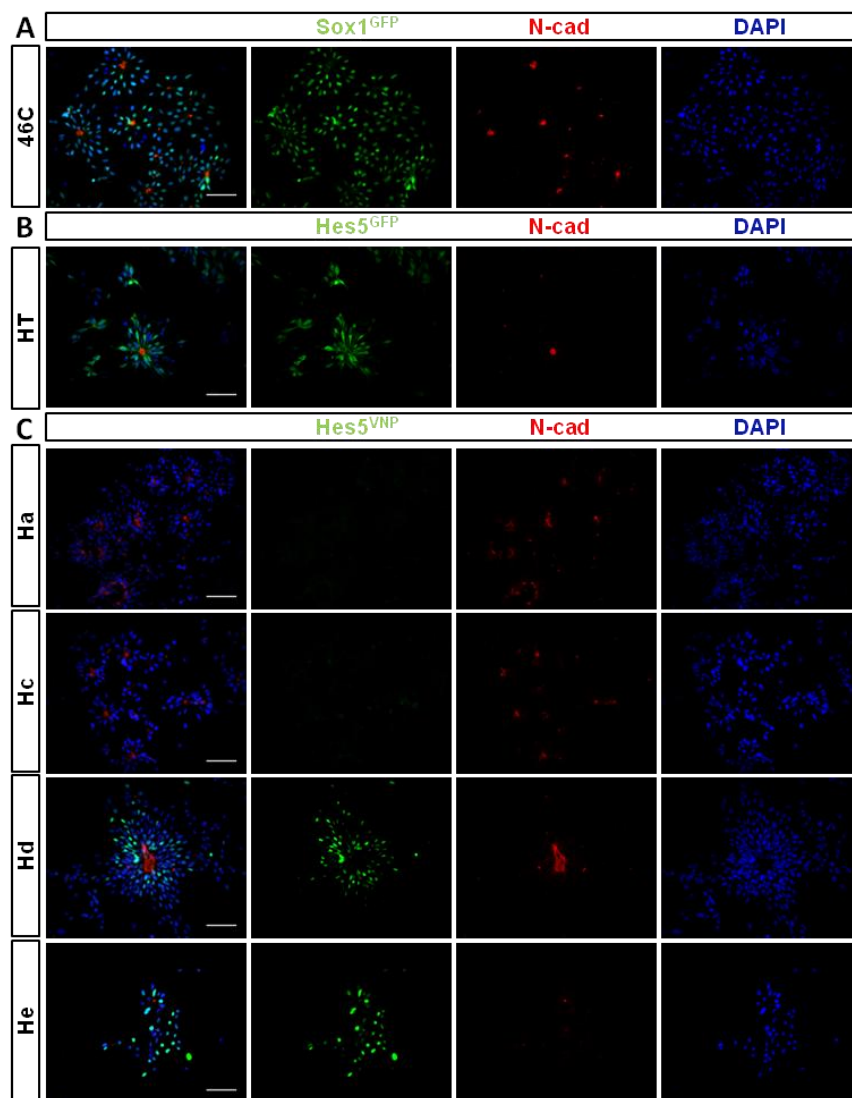 A Sox1GFP N-cad DAPI
46C
B Hes5GFP N-cad DAPI
HT
C Hes5VNP N-cad DAPI
Ha
Hc
Hd
He